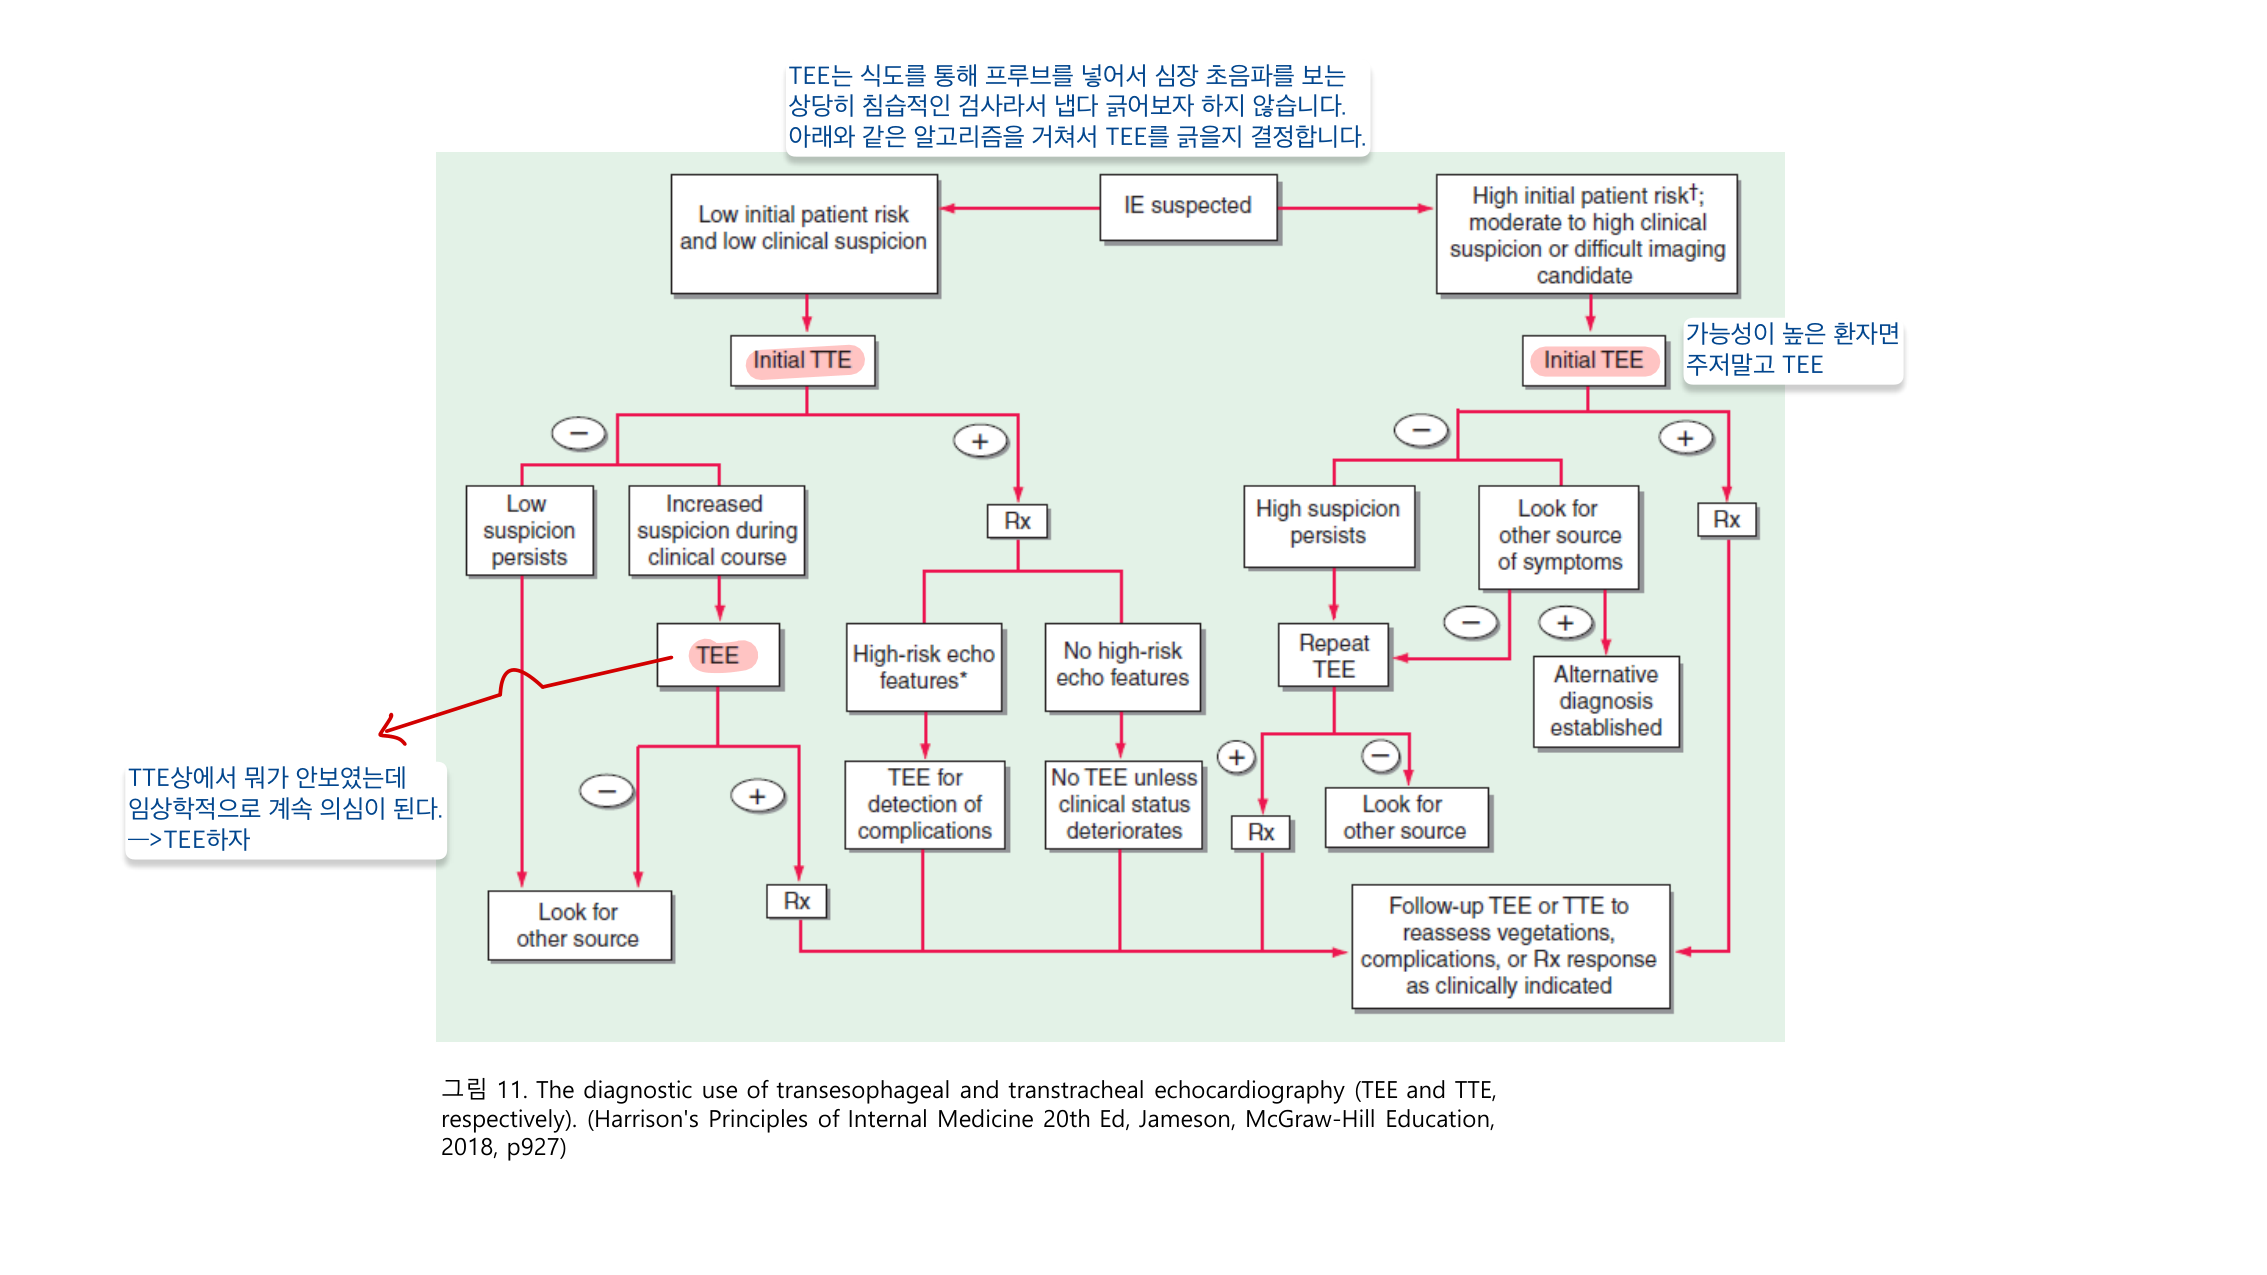 TEE는 식도를 통해 프루브를 넣어서 심장 초음파를 보는
상당히 침습적인 검사라서 냅다 긁어보자 하지 않습니다.
아래와 같은 알고리즘을 거쳐서 TEE를 긁을지 결정합니다.
Low initial patient risk
and low clinical suspicion
IE suspected
High initial patient risk†;
moderate to high clinical
suspicion or difficult imaging
candidate
Initial TTE
Initial TEE
가능성이 높은 환자면
주저말고 TEE
−
+
−
+
Low
suspicion
persists
Increased
suspicion during
clinical course
Rx
High suspicion
persists
Look for
other source
of symptoms
Rx
TEE
High-risk echo
features*
No high-risk
echo features
Repeat
TEE
−
+
Alternative
diagnosis
established
TTE상에서 뭐가 안보였는데
임상학적으로 계속 의심이 된다.
—>TEE하자
−
+
TEE for
detection of
complications
No TEE unless
clinical status
deteriorates
+
−
Rx
Look for
other source
Look for
other source
Rx
Follow-up TEE or TTE to
reassess vegetations,
complications, or Rx response
as clinically indicated
그림 11. The diagnostic use of transesophageal and transtracheal echocardiography (TEE and TTE,
respectively). (Harrison's Principles of Internal Medicine 20th Ed, Jameson, McGraw-Hill Education,
2018, p927)